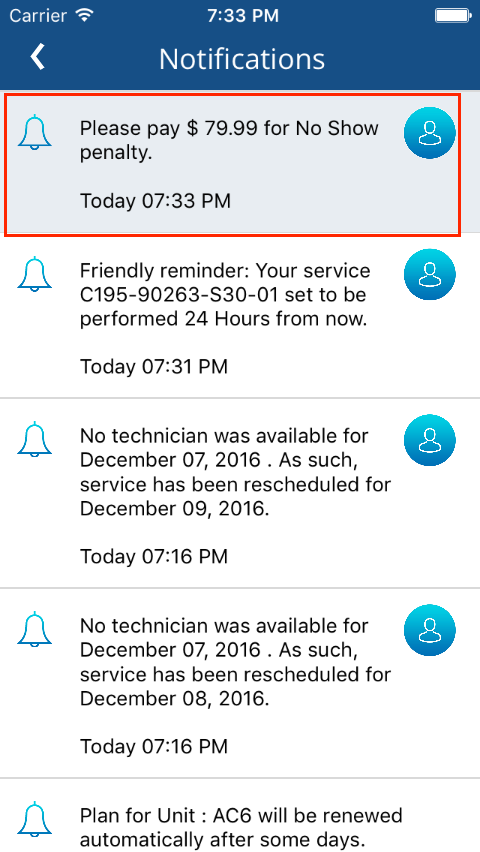 Carrier 7:33 PM
Notifications
Please pay $ 79.99 for No Show
penalty.
Today 07:33 PM
Friendly reminder: Your service
C195-90263-S30-01 set to be
performed 24 Hours from now.
Today 07:31 PM
No technician was available for
December 07, 2016 . As such,
service has been rescheduled for
December 09, 2016.
Today 07:16 PM
No technician was available for
December 07, 2016 . As such,
service has been rescheduled for
December 08, 2016.
Today 07:16 PM
Plan for Unit : AC6 will be renewed
automatically after some days.